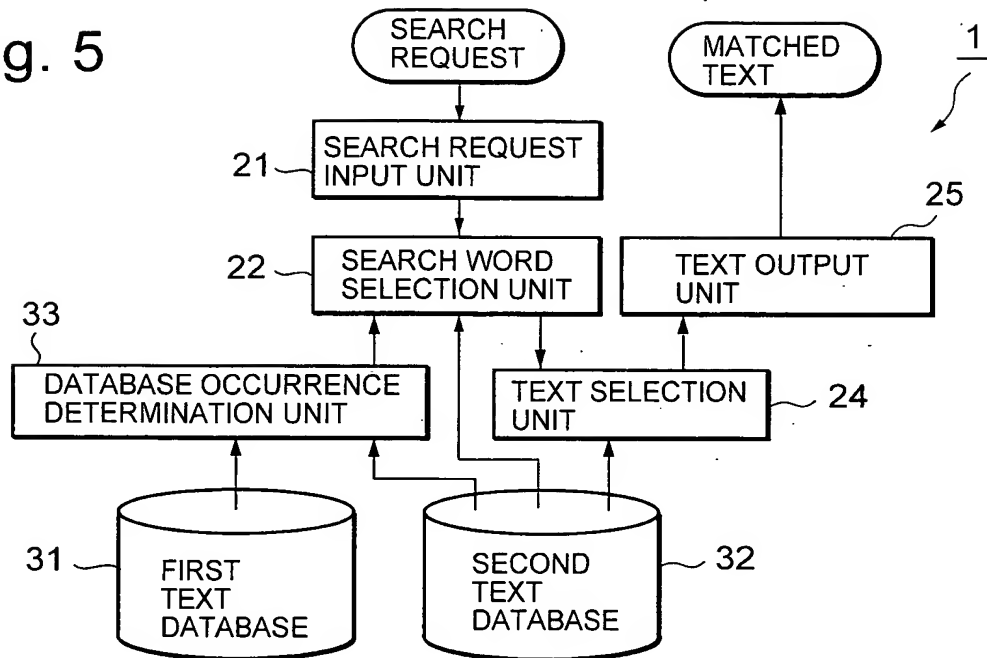 g. 5
SEARCH
REQUEST
MATCHED
TEXT
1
21
SEARCH REQUEST
INPUT UNIT
25
22
SEARCH WORD
SELECTION UNIT
TEXT OUTPUT
UNIT
33
DATABASE OCCURRENCE
DETERMINATION UNIT
TEXT SELECTION
UNIT
24
31
FIRST
TEXT
DATABASE
SECOND
TEXT
DATABASE
32